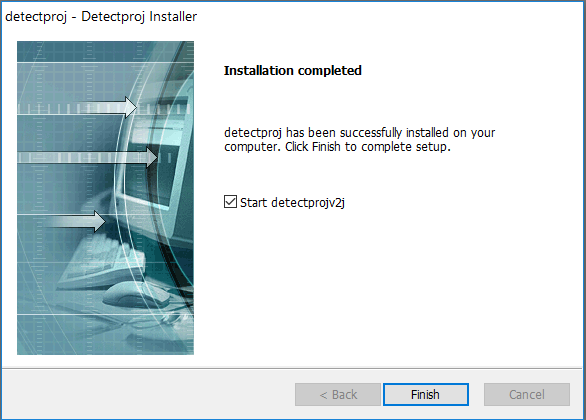 detectproj - Detectproj Installer
Installation completed
detectproj has been successfully installed on your
computer. Click Finish to complete setup.
Start detectprojv2j
< Back
Finish
Cancel